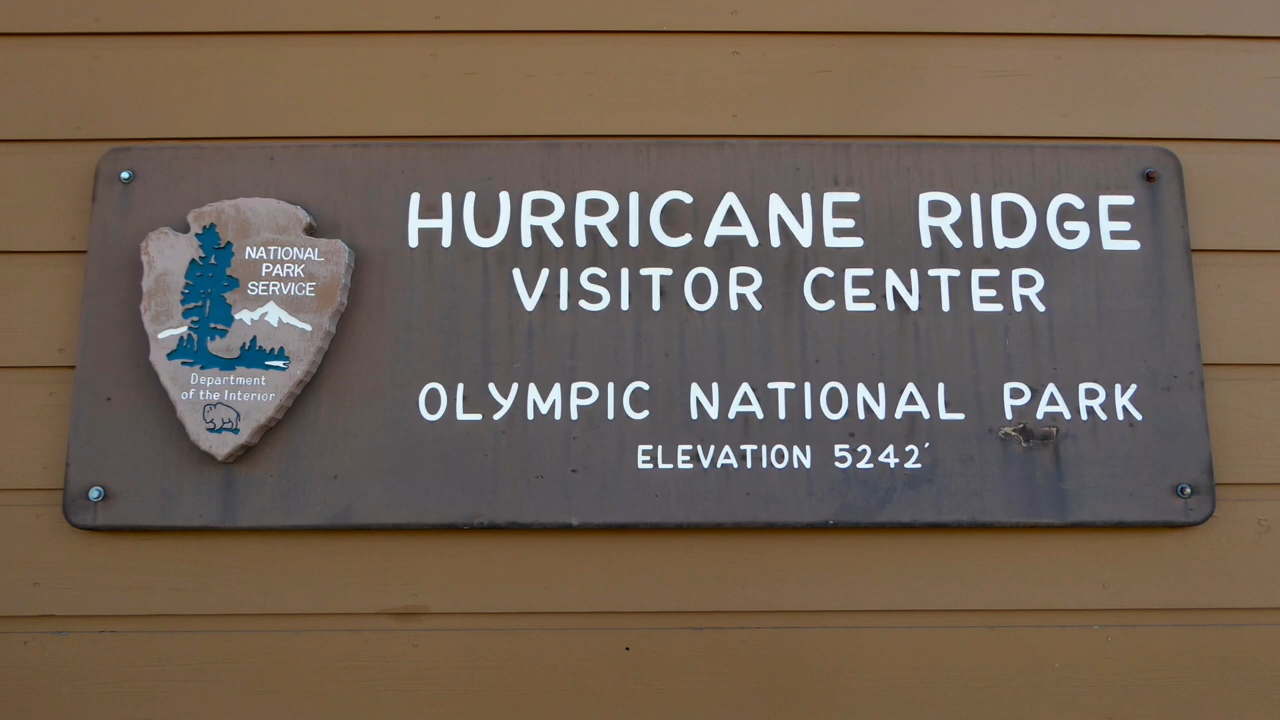 NATIONAL
PARK
SERVICE
Department
of the Interior
HURRICANE RIDGE
VISITOR CENTER
OLYMPIC NATIONAL PARK
ELEVATION 5242'